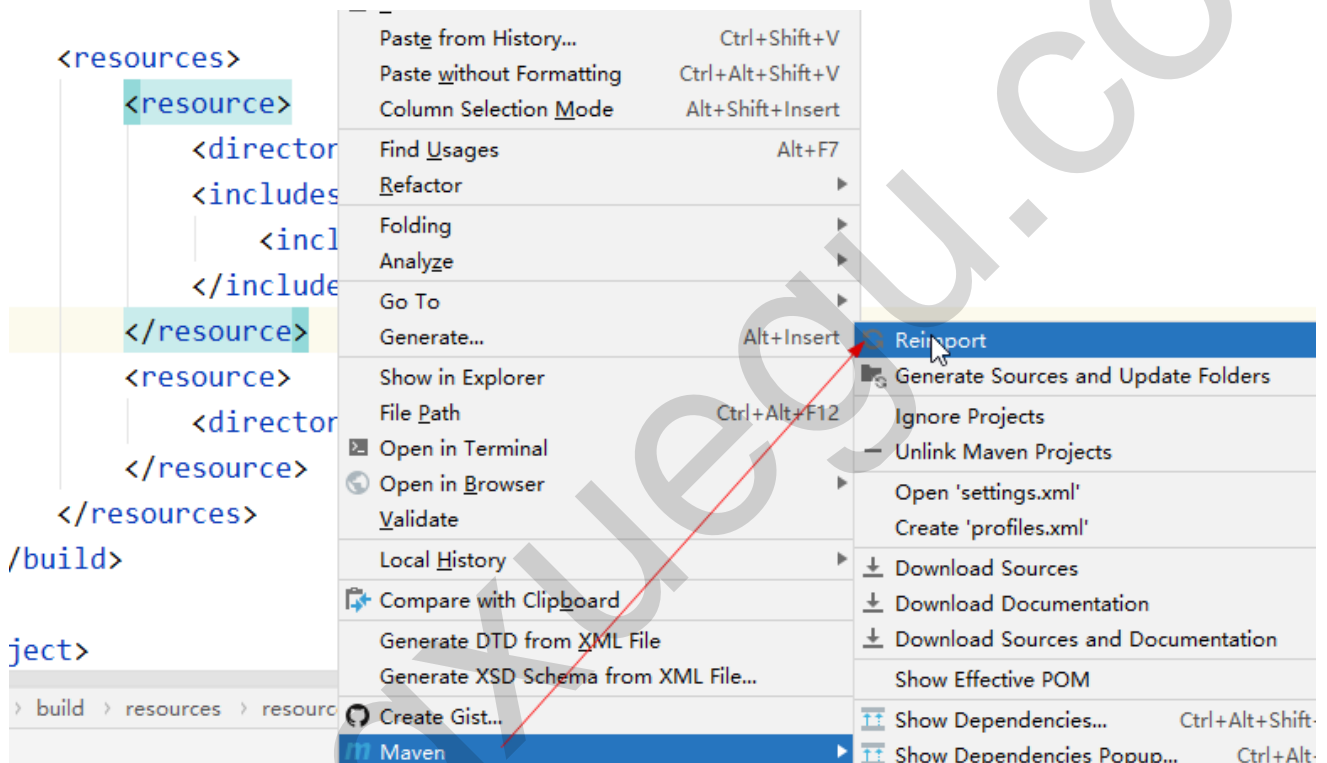 <resources>
<resource>
<director
<includes
<incl
</include
</resource>
<resource>
<director
</resource>
</resources>
/build>
ject>
build > resources > resourc
Paste from History... Ctrl+Shift+V
Paste without Formatting Ctrl+Alt+Shift+V
Column Selection Mode Alt+Shift+Insert
Find Usages Alt+F7
Refactor
Folding
Analyze
Go To
Generate... Alt+Insert
Show in Explorer
File Path Ctrl+Alt+F12
Open in Terminal
Open in Browser
Validate
Local History
Compare with Clipboard
Generate DTD from XML File
Generate XSD Schema from XML File...
Create Gist...
Maven
Reimport
Generate Sources and Update Folders
Ignore Projects
Unlink Maven Projects
Open 'settings.xml'
Create 'profiles.xml'
Download Sources
Download Documentation
Download Sources and Documentation
Show Effective POM
Show Dependencies... Ctrl+Alt+Shift+
Show Dependencies Popup... Ctrl+Alt+
axuegu.co